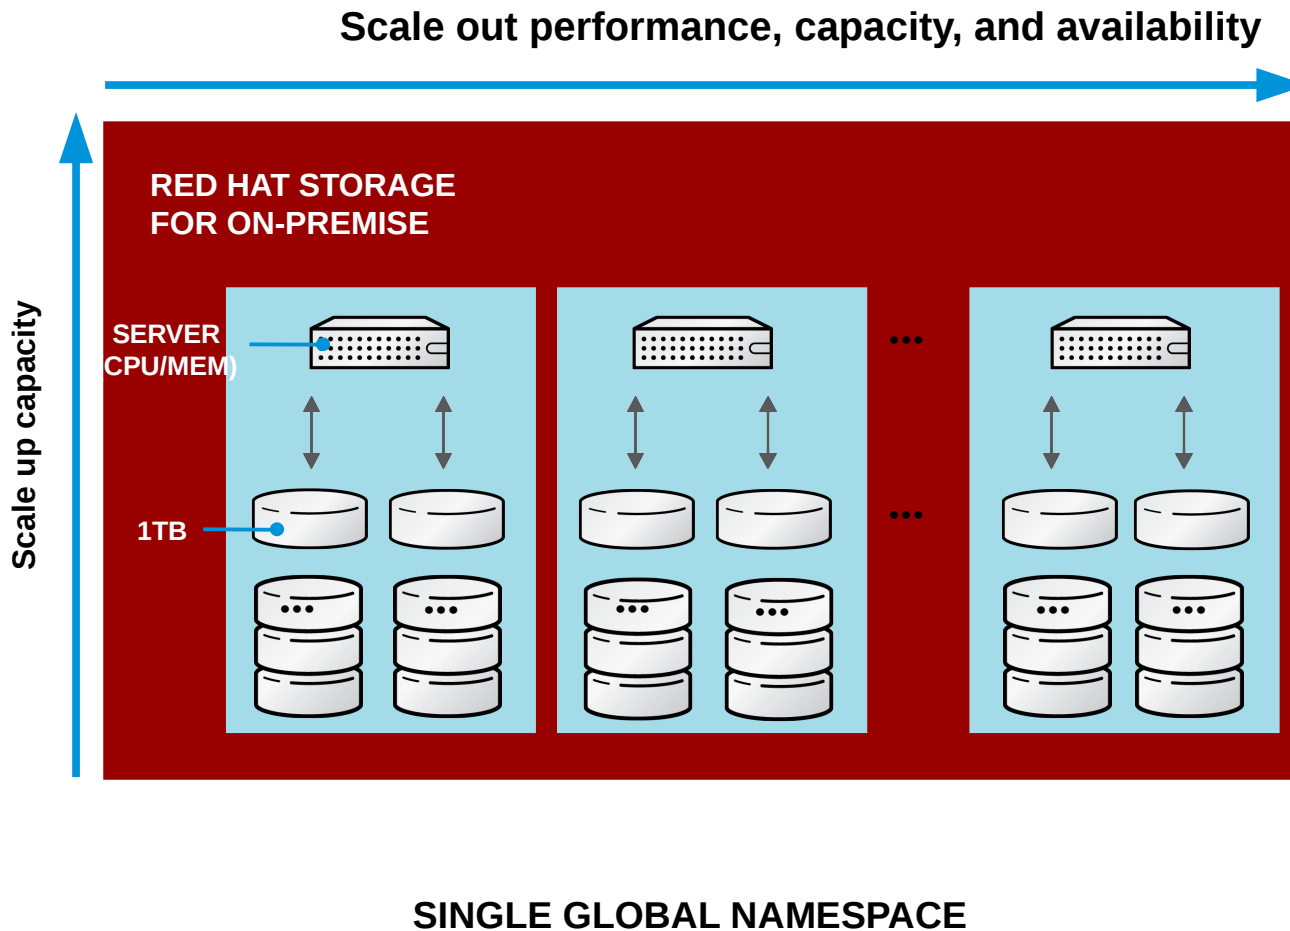 Scale out performance, capacity, and availability
Scale up capacity
RED HAT STORAGE
FOR ON-PREMISE
SERVER
CPU/MEM)
•••
1TB
•••
••• ••• ••• ••• ••• •••
SINGLE GLOBAL NAMESPACE